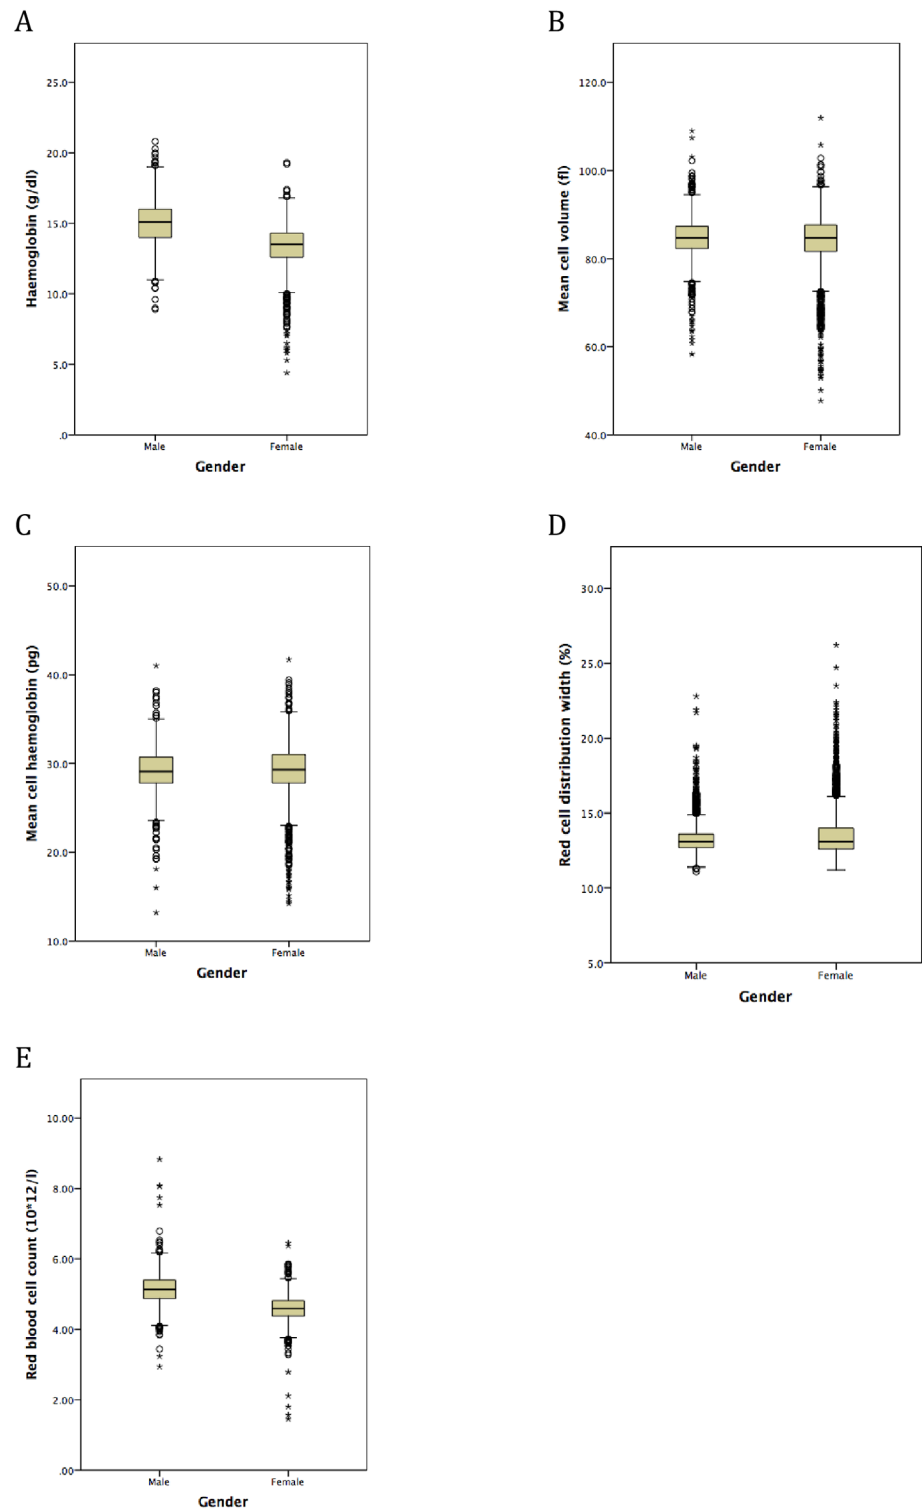 A
Haemoglobin (g/dl)
25.0
20.0
15.0
10.0
5.0
.0
Male Female
Gender
B
Mean cell volume (fl)
120.0
100.0
80.0
60.0
40.0
Male Female
Gender
C
Mean cell haemoglobin (pg)
50.0
40.0
30.0
20.0
10.0
Male Female
Gender
D
Red cell distribution width (%)
30.0
25.0
20.0
15.0
10.0
5.0
Male Female
Gender
E
Red blood cell count (10*12/l)
10.00
8.00
6.00
4.00
2.00
.00
Male Female
Gender